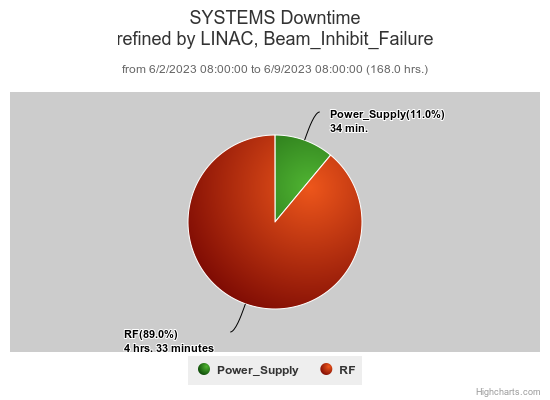 SYSTEMS Downtime
refined by LINAC, Beam_Inhibit_Failure
from 6/2/2023 08:00:00 to 6/9/2023 08:00:00 (168.0 hrs.)
Power_Supply(11.0%)
34 min.
RF(89.0%)
4 hrs. 33 minutes
Power_Supply RF
Highcharts.com